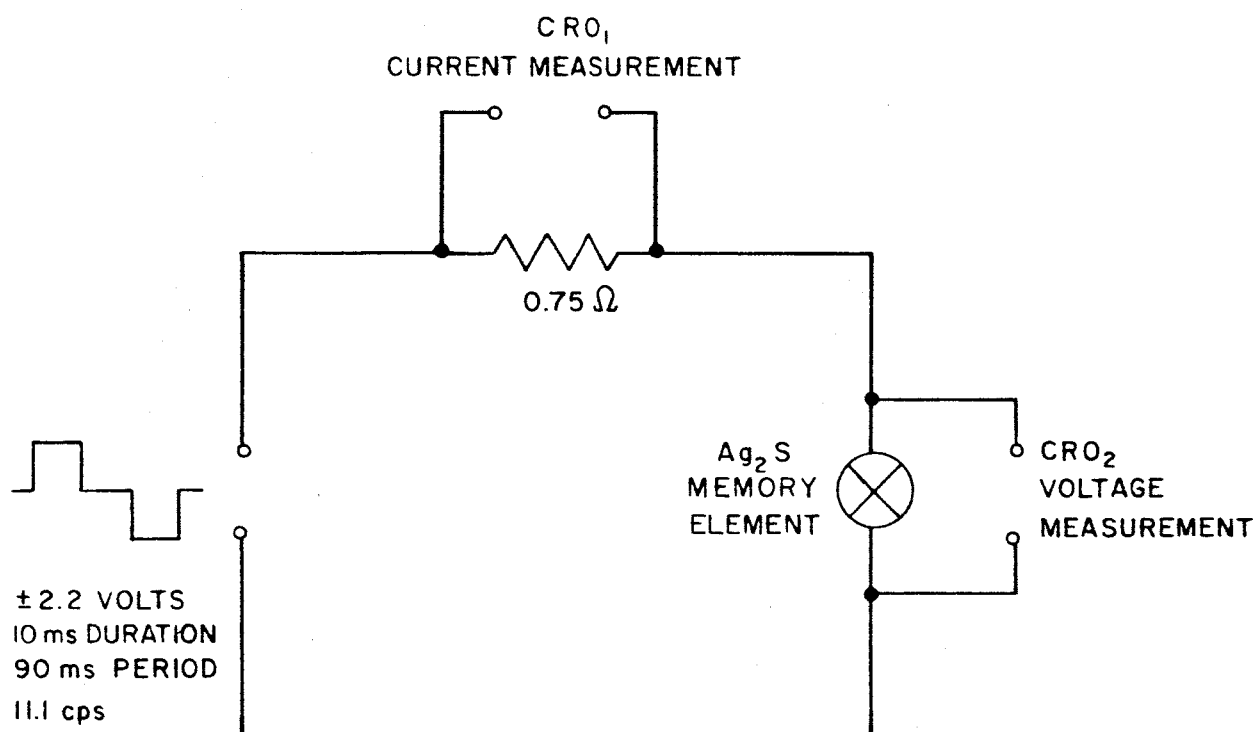 CRO₁
CURRENT MEASUREMENT
0.75 Ω
Ag₂S
MEMORY
ELEMENT
CRO₂
VOLTAGE
MEASUREMENT
±2.2 VOLTS
10 ms DURATION
90 ms PERIOD
11.1 cps